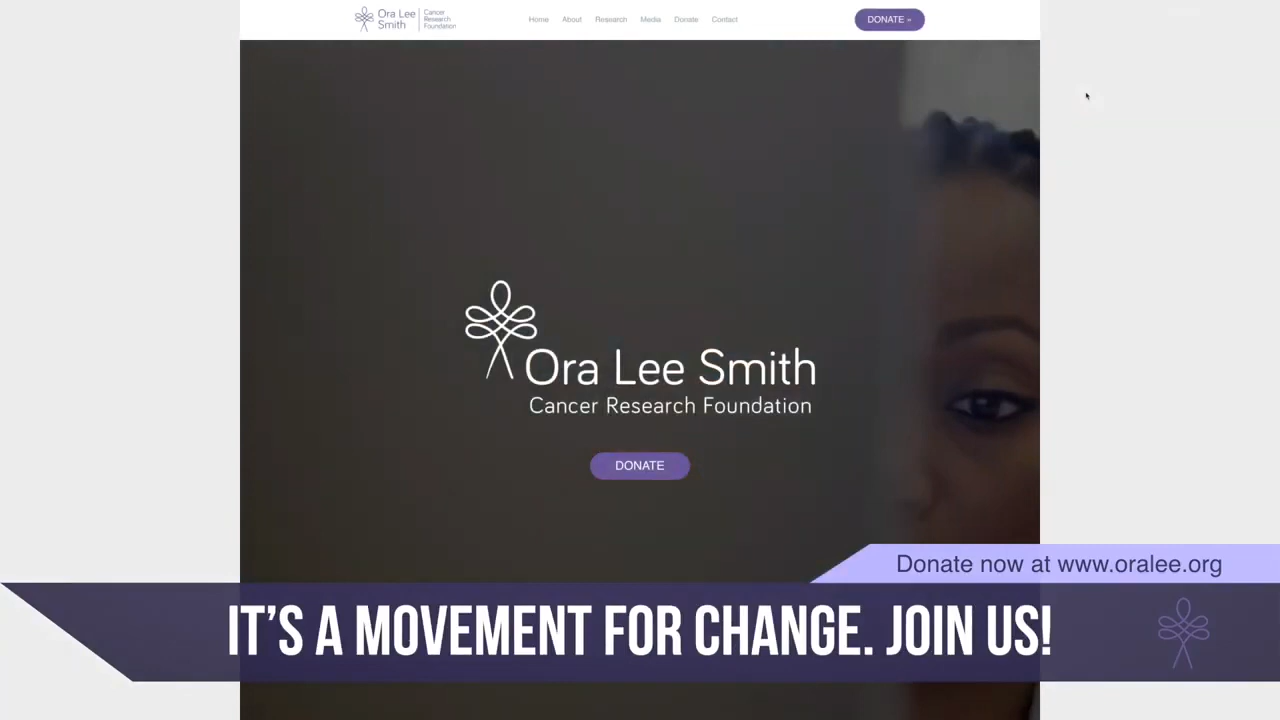 Ora Lee
Smith
Cancer
Research
Foundation
Home About Research Media Donate Contact
DONATE »
Ora Lee Smith
Cancer Research Foundation
DONATE
Donate now at www.oralee.org
IT'S A MOVEMENT FOR CHANGE. JOIN US!